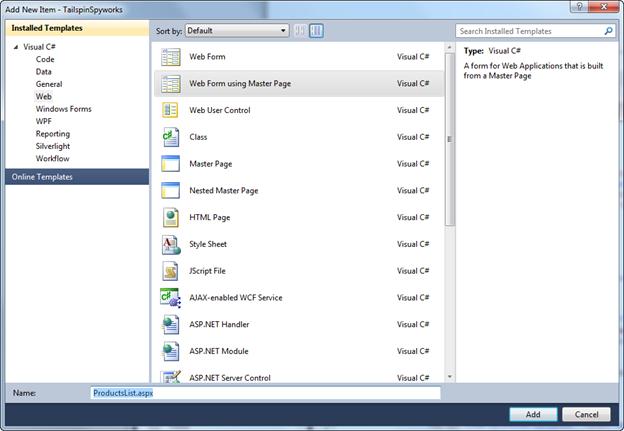 Add New Item - TailspinSpyworks
Installed Templates
Visual C#
Code
Data
General
Web
Windows Forms
WPF
Reporting
Silverlight
Workflow
Online Templates
Sort by: Default
Web Form Visual C#
Web Form using Master Page Visual C#
Web User Control Visual C#
Class Visual C#
Master Page Visual C#
Nested Master Page Visual C#
HTML Page Visual C#
Style Sheet Visual C#
JScript File Visual C#
AJAX-enabled WCF Service Visual C#
ASP.NET Handler Visual C#
ASP.NET Module Visual C#
ASP.NET Server Control Visual C#
Search Installed Templates
Type: Visual C#
A form for Web Applications that is built
from a Master Page
Name: ProductsList.aspx
Add Cancel